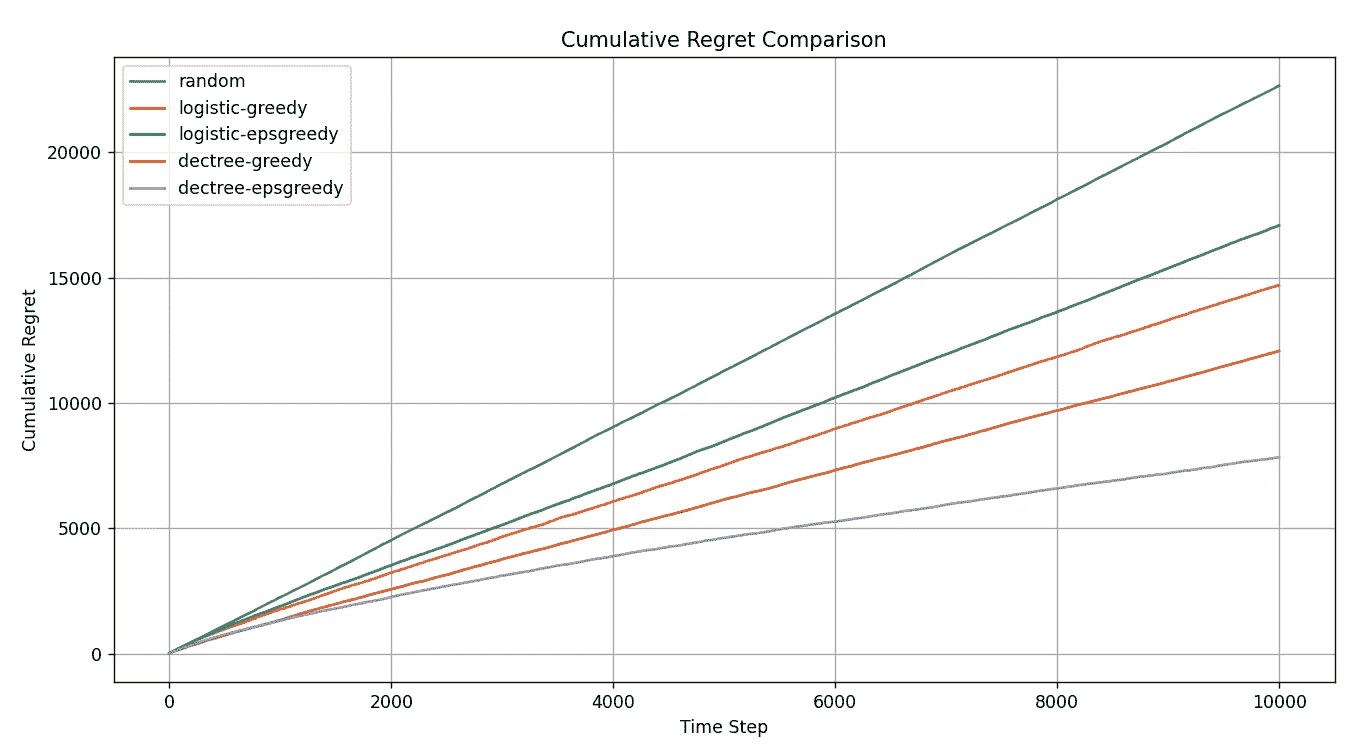 Cumulative Regret Comparison
random
logistic-greedy
logistic-epsgreedy
dectree-greedy
dectree-epsgreedy
20000
15000
10000
5000
0
Cumulative Regret
0 2000 4000 6000 8000 10000
Time Step